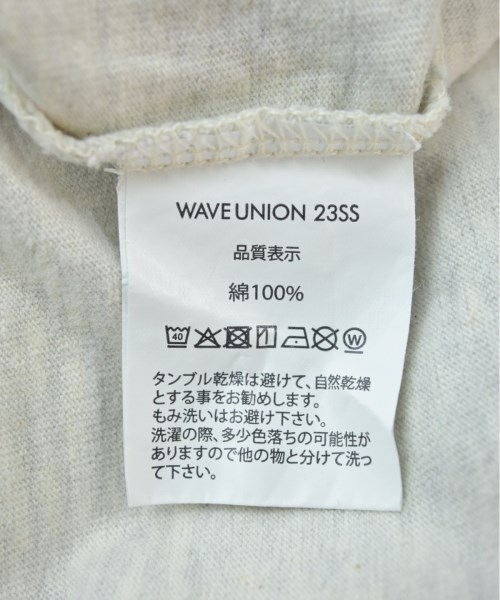 WAVE UNION 23SS
品質表示
綿100%
40 W
タンブル乾燥は避けて、自然乾燥
とする事をお勧めします。
もみ洗いはお避け下さい。
洗濯の際、多少色落ちの可能性が
ありますので他の物と分けて洗っ
て下さい。